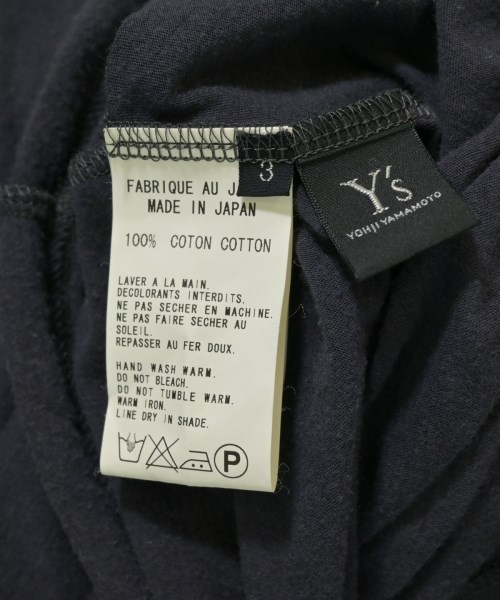 3
FABRIQUE AU
MADE IN JAPAN
100% COTON COTTON
LAVER A LA MAIN.
DECOLORANTS INTERDITS.
NE PAS SECHER EN MACHINE.
NE PAS FAIRE SECHER AU
SOLEIL.
REPASSER AU FER DOUX.
HAND WASH WARM.
DO NOT BLEACH.
DO NOT TUMBLE WARM.
WARM IRON.
LINE DRY IN SHADE.
P
Y's
YOHJI YAMAMOTO